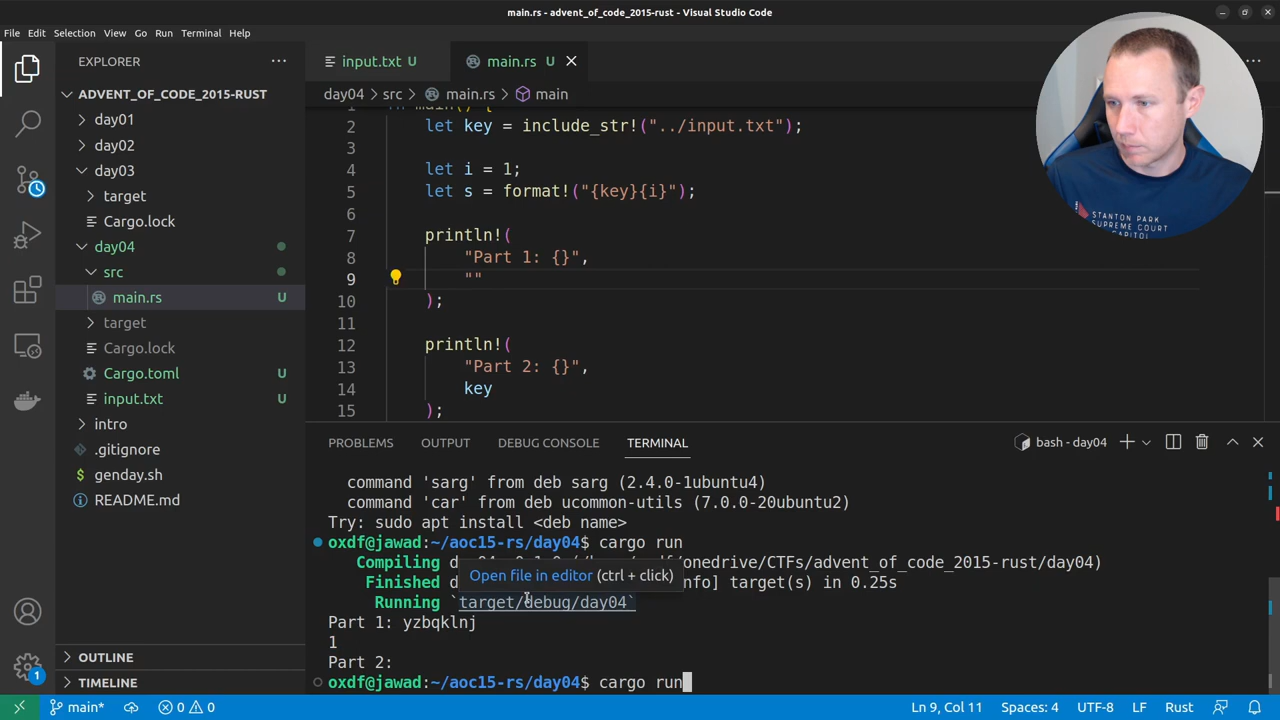 main.rs - advent_of_code_2015-rust - Visual Studio Code
File Edit Selection View Go Run Terminal Help
EXPLORER
input.txt U
main.rs U
ADVENT_OF_CODE_2015-RUST
day04 > src > main.rs > main
day01
day02
day03
target
Cargo.lock
day04
src
main.rs U
target
Cargo.lock
Cargo.toml U
input.txt U
intro
.gitignore
genday.sh
README.md
OUTLINE
TIMELINE
main() {
2 let key = include_str!("../input.txt");
3
4 let i = 1;
5 let s = format!("{key}{i}");
6
7 println!(
8 "Part 1: {}",
9 ""
10 );
11
12 println!(
13 "Part 2: {}",
14 key
15 );
STANTON PARK
SUPREME COURT
CAPITOL
PROBLEMS OUTPUT DEBUG CONSOLE TERMINAL
bash - day04
command 'sarg' from deb sarg (2.4.0-1ubuntu4)
command 'car' from deb ucommon-utils (7.0.0-20ubuntu2)
Try: sudo apt install <deb name>
oxdf@jawad:~/aoc15-rs/day04$ cargo run
Compiling onedrive/CTFs/advent_of_code_2015-rust/day04)
Open file in editor (ctrl + click)
Finished target(s) in 0.25s
Running `target/debug/day04`
Part 1: yzbqklnj
1
Part 2:
oxdf@jawad:~/aoc15-rs/day04$ cargo run
1
main* 0 0 Ln 9, Col 11 Spaces: 4 UTF-8 LF Rust